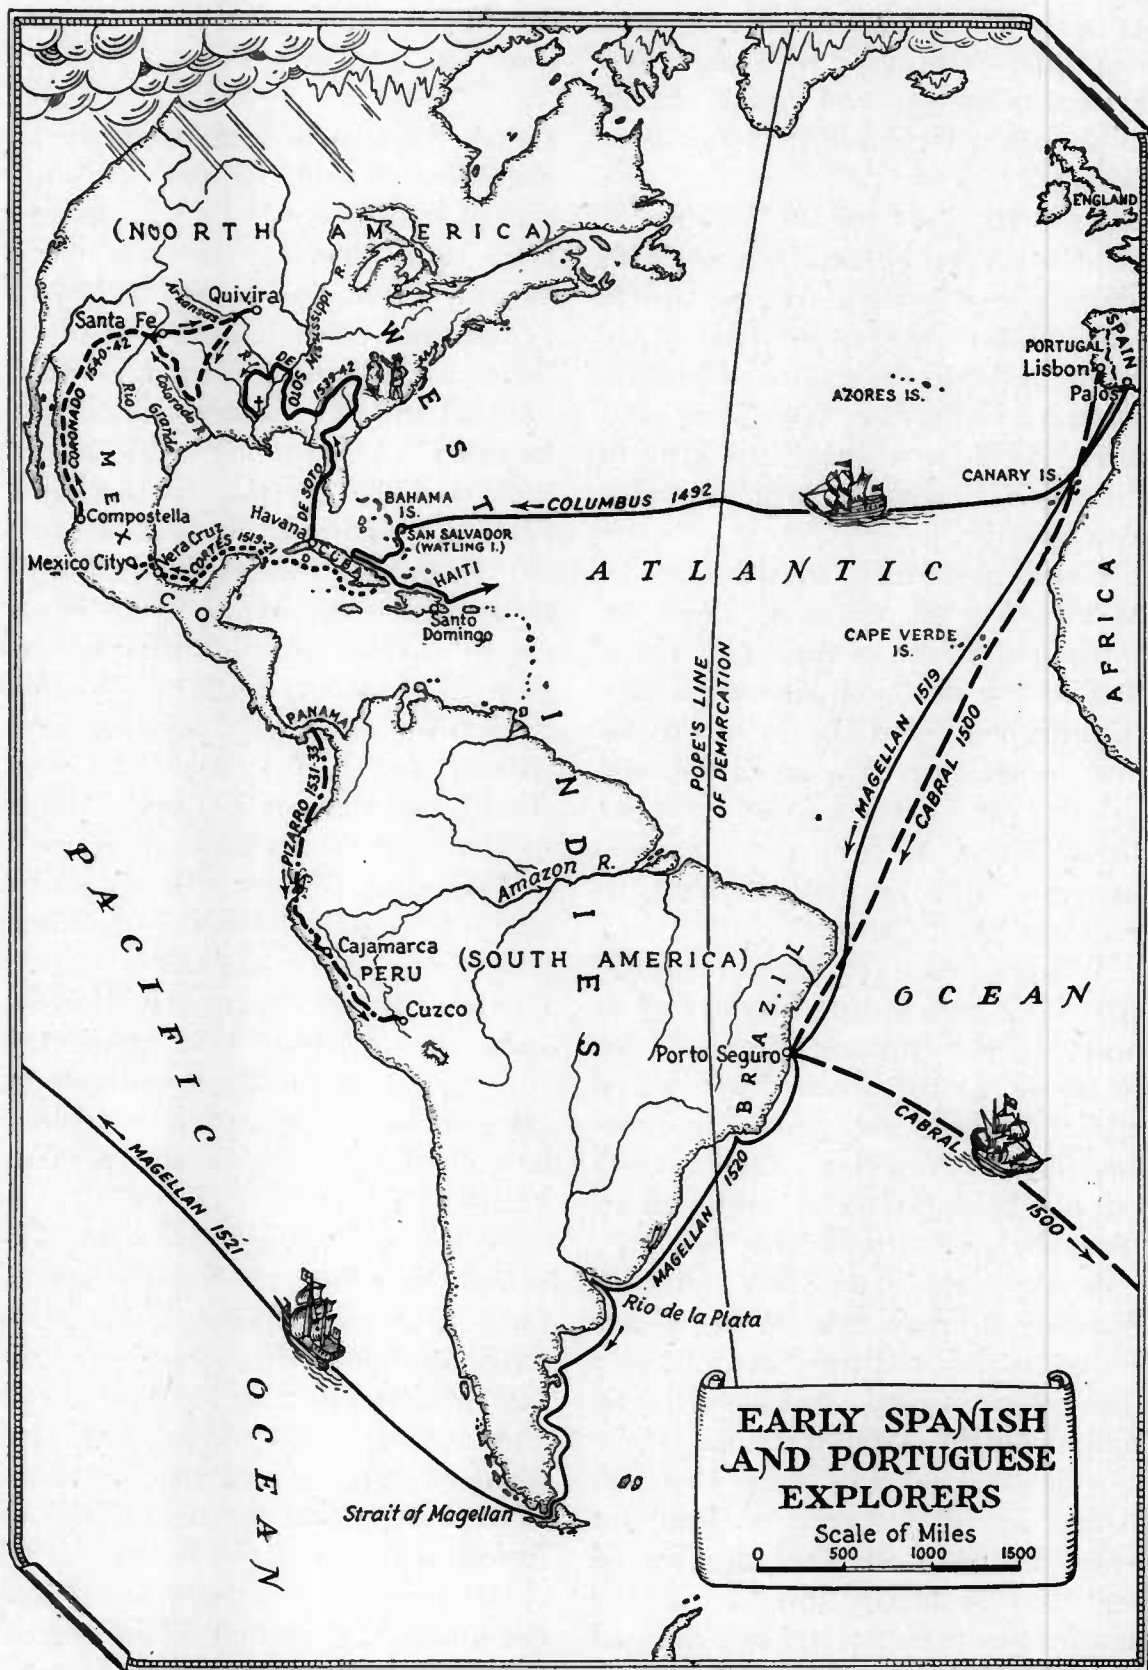 (NORTH AMERICA)
ENGLAND
Quivira
Arkansas R.
Santa Fe
Mississippi R.
DE SOTO 1539-42
CORONADO 1540-42
Colorado R.
Rio Grande
SPAIN
PORTUGAL
Lisbon
Palos
AZORES IS.
WEST INDIES
MEXICO
DE SOTO
CANARY IS.
BAHAMA
IS.
COLUMBUS 1492
Compostella
Havana
SAN SALVADOR
(WATLING I.)
Vera Cruz
CORTES 1519-21
CUBA
Mexico City
HAITI
ATLANTIC
Santo
Domingo
AFRICA
CAPE VERDE
IS.
POPE'S LINE
OF DEMARCATION
MAGELLAN 1519
CABRAL 1500
PANAMA
PIZARRO 1531-33
PACIFIC
Amazon R.
Cajamarca
PERU
(SOUTH AMERICA)
BRAZIL
OCEAN
Cuzco
Porto Seguro
CABRAL 1500
MAGELLAN 1521
MAGELLAN 1520
Rio de la Plata
OCEAN
Strait of Magellan
EARLY SPANISH
AND PORTUGUESE
EXPLORERS
Scale of Miles
0 500 1000 1500